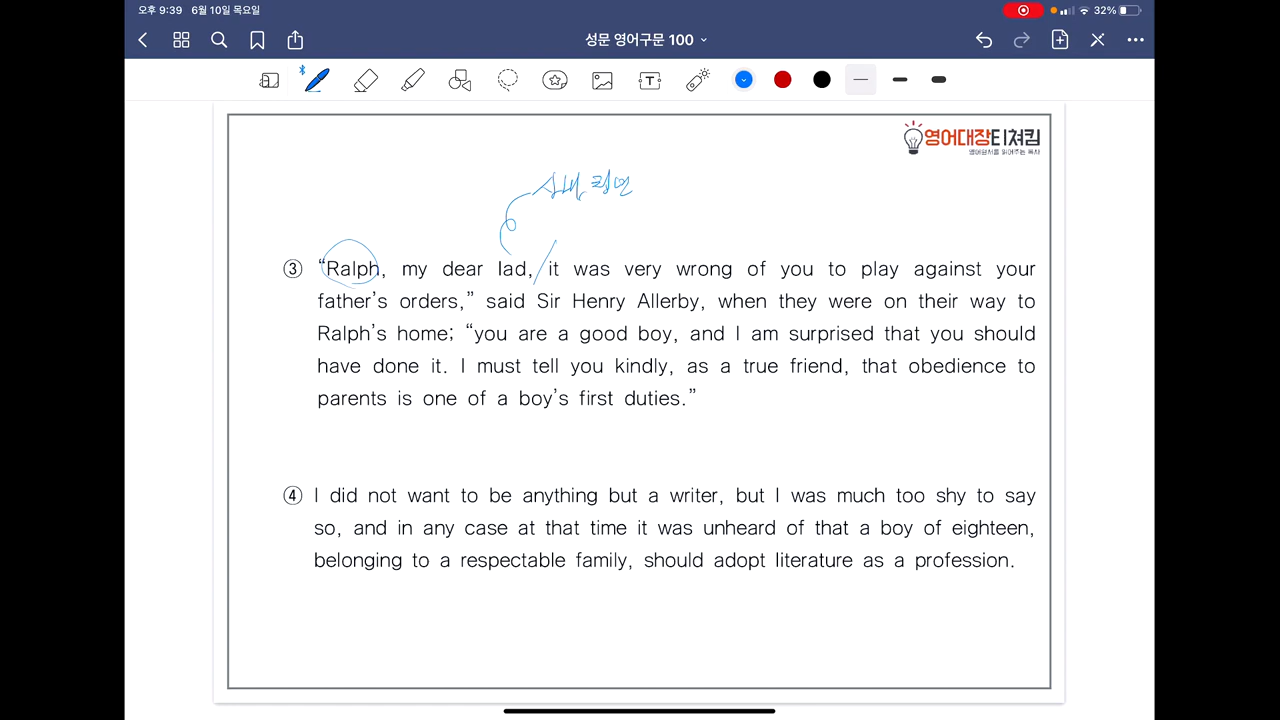 오후 9:39 6월 10일 목요일
32%
성문 영어구문 100
영어대장티쳐킴
③ “Ralph, my dear lad, it was very wrong of you to play against your
father’s orders,” said Sir Henry Allerby, when they were on their way to
Ralph’s home; “you are a good boy, and I am surprised that you should
have done it. I must tell you kindly, as a true friend, that obedience to
parents is one of a boy’s first duties.”
④ I did not want to be anything but a writer, but I was much too shy to say
so, and in any case at that time it was unheard of that a boy of eighteen,
belonging to a respectable family, should adopt literature as a profession.